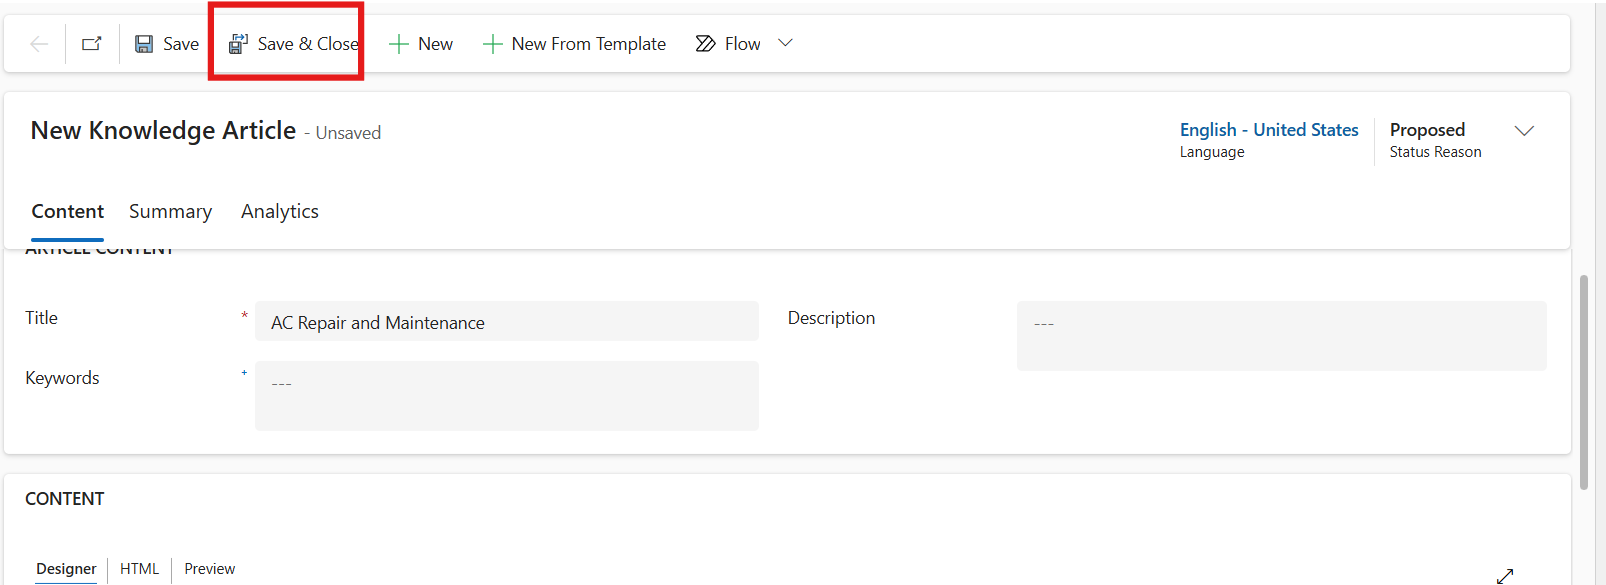 Save Save & Close New New From Template Flow
New Knowledge Article - Unsaved
English - United States
Language
Proposed
Status Reason
Content Summary Analytics
ARTICLE CONTENT
Title * AC Repair and Maintenance
Description ---
Keywords + ---
CONTENT
Designer HTML Preview